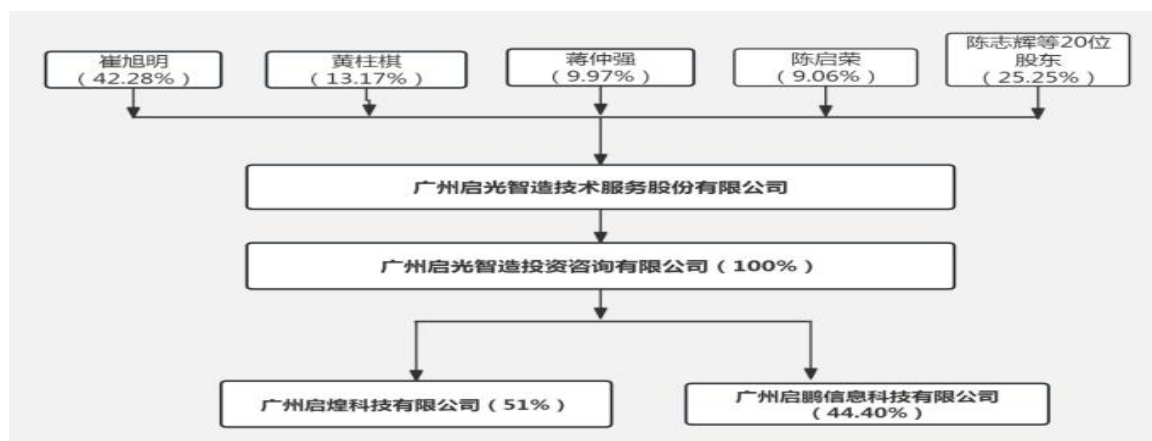 崔旭明
（42.28%）
黄柱棋
（13.17%）
蒋仲强
（9.97%）
陈启荣
（9.06%）
陈志辉等20位
股东
（25.25%）
广州启光智造技术服务股份有限公司
广州启光智造投资咨询有限公司（100%）
广州启煌科技有限公司（51%）
广州启鹏信息科技有限公司
（44.40%）